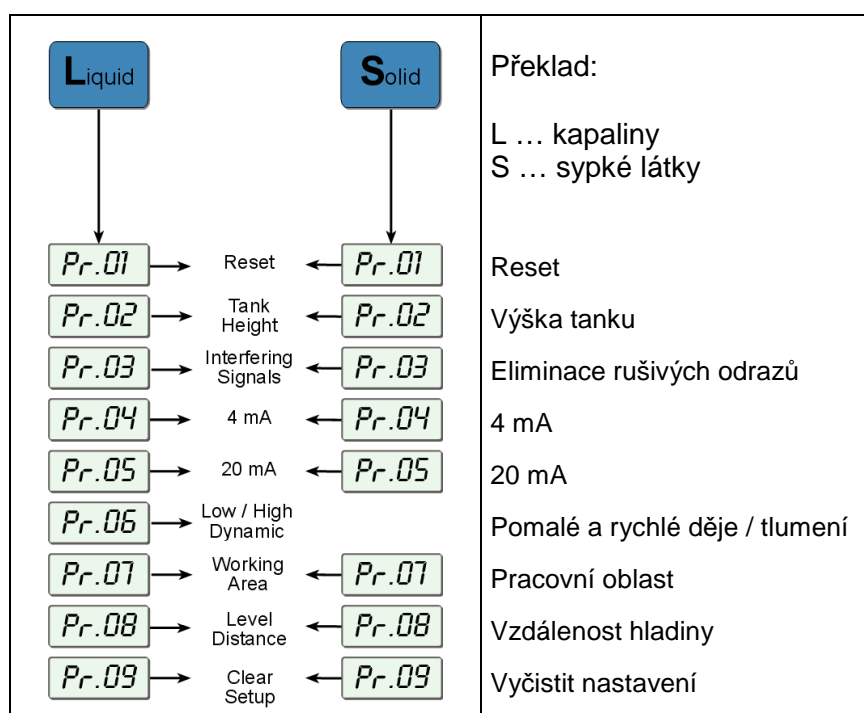 Liquid
Solid
Překlad:
L … kapaliny
S … sypké látky
Pr.01 Reset Pr.01 Reset
Pr.02 Tank
Height Pr.02 Výška tanku
Pr.03 Interfering
Signals Pr.03 Eliminace rušivých odrazů
Pr.04 4 mA Pr.04 4 mA
Pr.05 20 mA Pr.05 20 mA
Pr.06 Low / High
Dynamic Pomalé a rychlé děje / tlumení
Pr.07 Working
Area Pr.07 Pracovní oblast
Pr.08 Level
Distance Pr.08 Vzdálenost hladiny
Pr.09 Clear
Setup Pr.09 Vyčistit nastavení